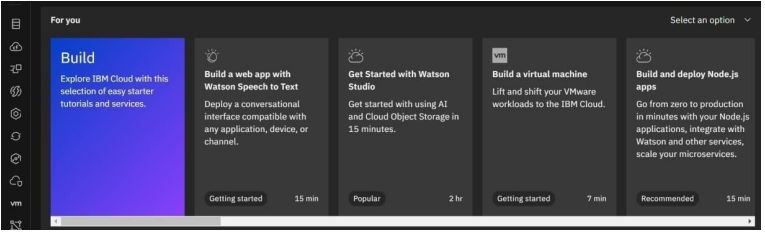 For you
Select an option
Build
Explore IBM Cloud with this
selection of easy starter
tutorials and services.
Build a web app with
Watson Speech to Text
Deploy a conversational
interface compatible with
any application, device, or
channel.
Getting started
15 min
Get Started with Watson
Studio
Get started with using AI
and Cloud Object Storage in
15 minutes.
Popular
2 hr
vm
Build a virtual machine
Lift and shift your VMware
workloads to the IBM Cloud.
Getting started
7 min
Build and deploy Node.js
apps
Go from zero to production
in minutes with your Node.js
applications, integrate with
Watson and other services,
scale your microservices.
Recommended
15 min
vm